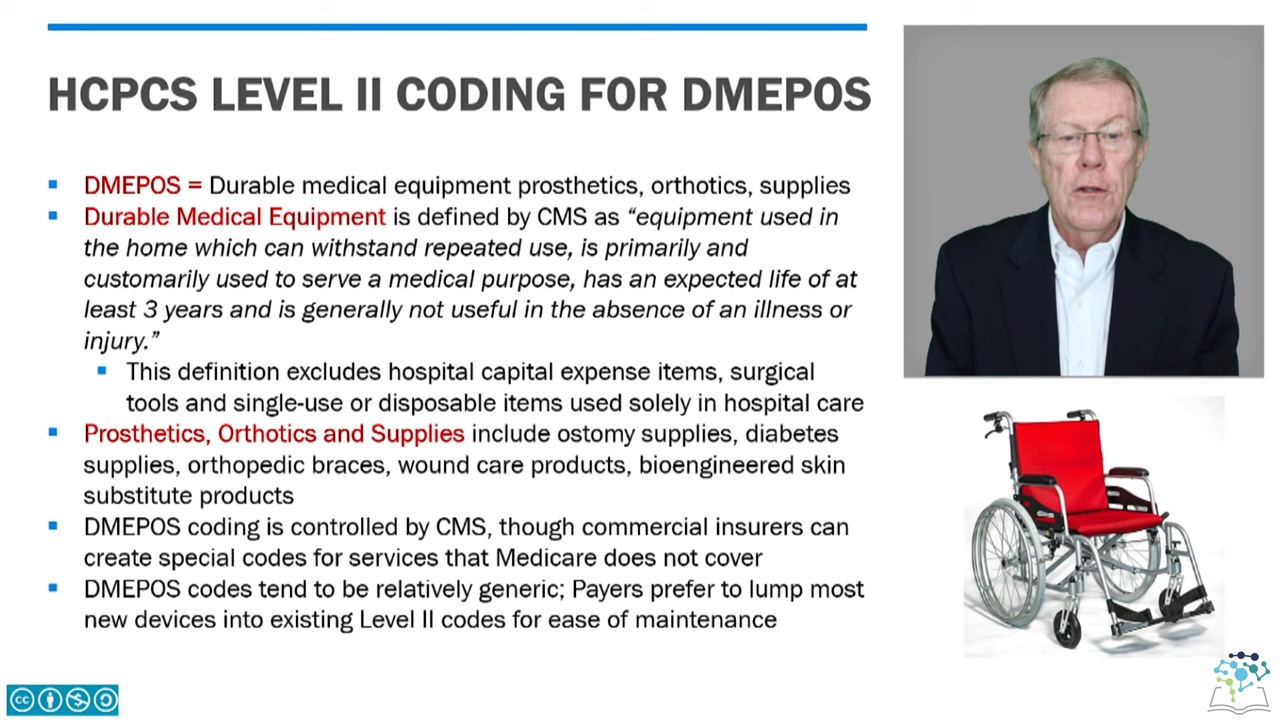 HCPCS LEVEL II CODING FOR DMEPOS
DMEPOS = Durable medical equipment prosthetics, orthotics, supplies
Durable Medical Equipment is defined by CMS as “equipment used in
the home which can withstand repeated use, is primarily and
customarily used to serve a medical purpose, has an expected life of at
least 3 years and is generally not useful in the absence of an illness or
injury.”
This definition excludes hospital capital expense items, surgical
tools and single-use or disposable items used solely in hospital care
Prosthetics, Orthotics and Supplies include ostomy supplies, diabetes
supplies, orthopedic braces, wound care products, bioengineered skin
substitute products
DMEPOS coding is controlled by CMS, though commercial insurers can
create special codes for services that Medicare does not cover
DMEPOS codes tend to be relatively generic; Payers prefer to lump most
new devices into existing Level II codes for ease of maintenance
cc